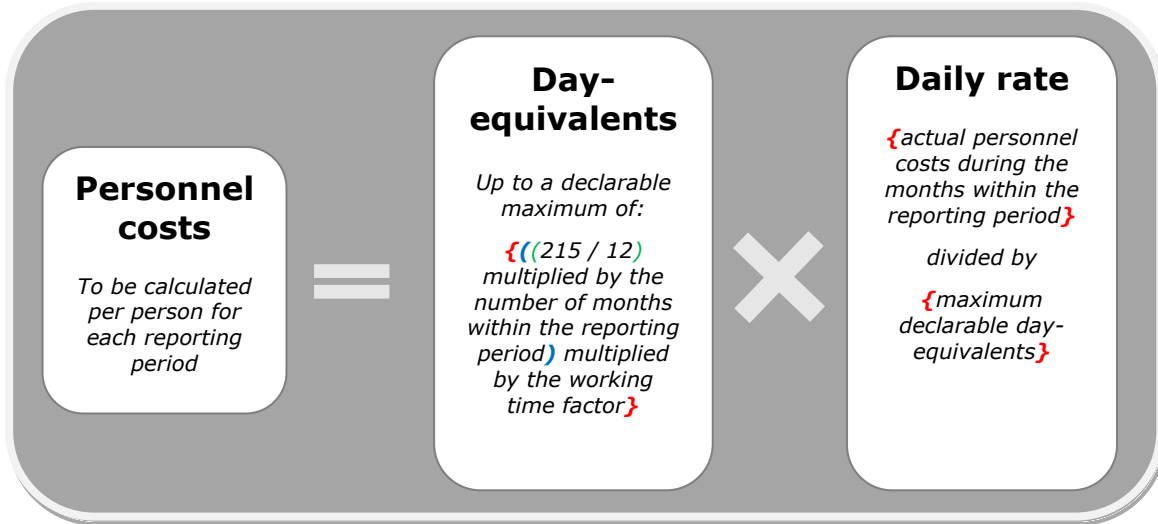 Personnel
costs
To be calculated
per person for
each reporting
period
=
Day-
equivalents
Up to a declarable
maximum of:
{((215 / 12)
multiplied by the
number of months
within the reporting
period) multiplied
by the working
time factor}
×
Daily rate
{actual personnel
costs during the
months within the
reporting period}
divided by
{maximum
declarable day-
equivalents}